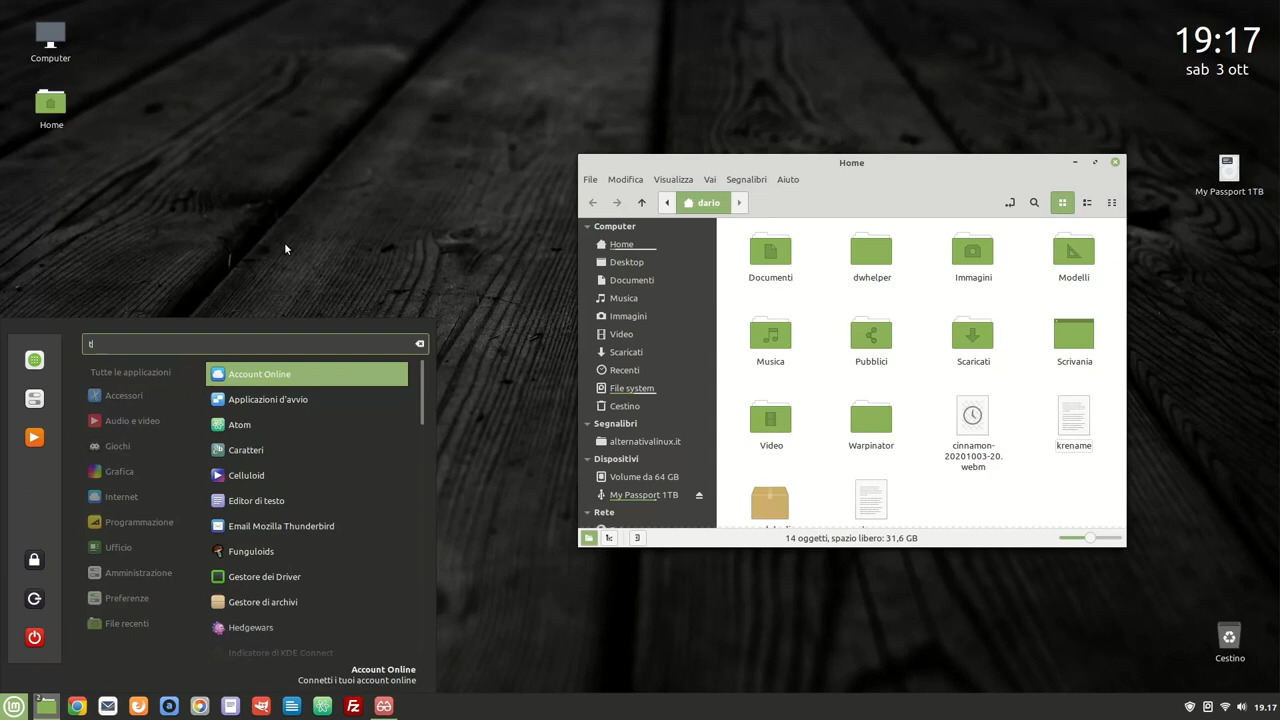 Computer
Home
19:17
sab 3 ott
My Passport 1TB
Home
File Modifica Visualizza Vai Segnalibri Aiuto
dario
Computer
Home
Desktop
Documenti
Musica
Immagini
Video
Scaricati
Recenti
File system
Cestino
Segnalibri
alternativalinux.it
Dispositivi
Volume da 64 GB
My Passport 1TB
Rete
Documenti
dwhelper
Immagini
Modelli
Musica
Pubblici
Scaricati
Scrivania
Video
Warpinator
cinnamon-
20201003-20.
webm
krename
14 oggetti, spazio libero: 31,6 GB
t
Tutte le applicazioni
Accessori
Audio e video
Giochi
Grafica
Internet
Programmazione
Ufficio
Amministrazione
Preferenze
File recenti
Account Online
Applicazioni d'avvio
Atom
Caratteri
Celluloid
Editor di testo
Email Mozilla Thunderbird
Funguloids
Gestore dei Driver
Gestore di archivi
Hedgewars
Indicatore di KDE Connect
Account Online
Connetti i tuoi account online
Cestino
2
19.17